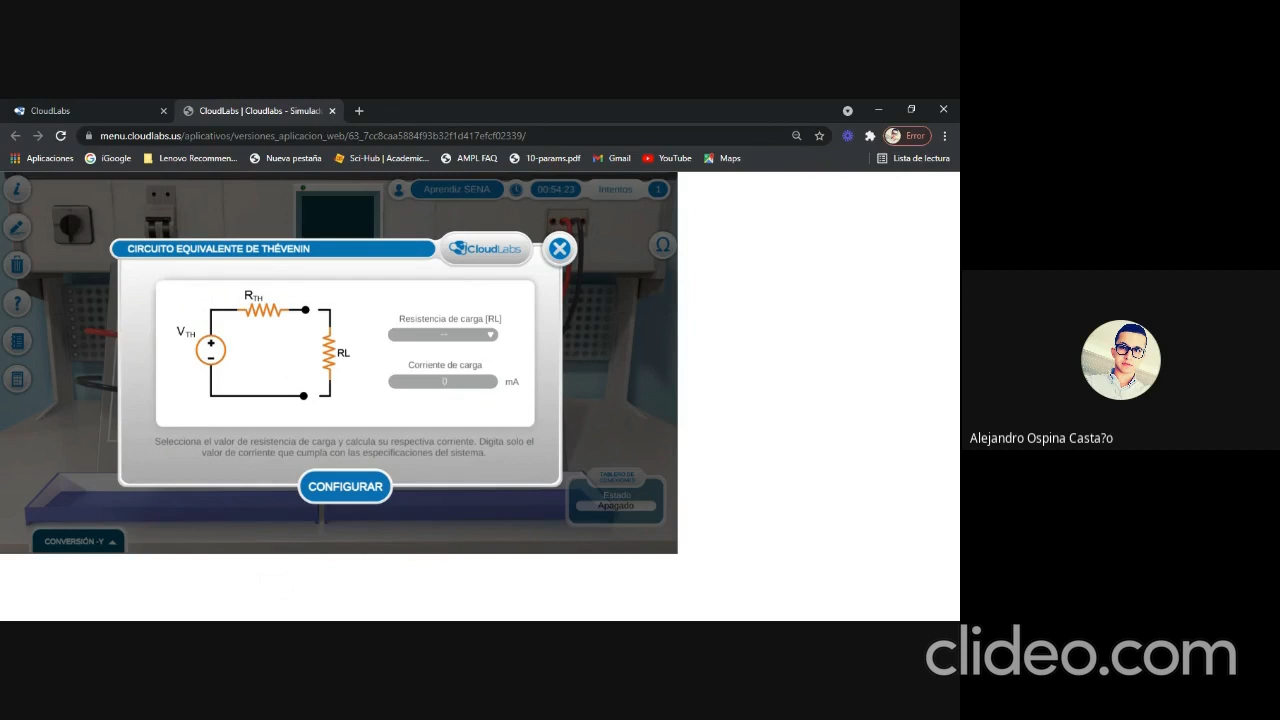 CloudLabs
CloudLabs | Cloudlabs - Simulad
menu.cloudlabs.us/aplicativos/versiones_aplicacion_web/63_7cc8caa5884f93b32f1d417efcf02339/
Error
Aplicaciones
iGoogle
Lenovo Recommen...
Nueva pestaña
Sci-Hub | Academic...
AMPL FAQ
10-params.pdf
Gmail
YouTube
Maps
Lista de lectura
Aprendiz SENA
00:54:23
Intentos
1
CIRCUITO EQUIVALENTE DE THÉVENIN
CloudLabs
RTH
VTH
RL
Resistencia de carga [RL]
--
Corriente de carga
0
mA
Selecciona el valor de resistencia de carga y calcula su respectiva corriente. Digita solo el
valor de corriente que cumpla con las especificaciones del sistema.
CONFIGURAR
TABLERO DE
CONEXIONES
Estado
Apagado
CONVERSIÓN -Y
Alejandro Ospina Casta?o
clideo.com